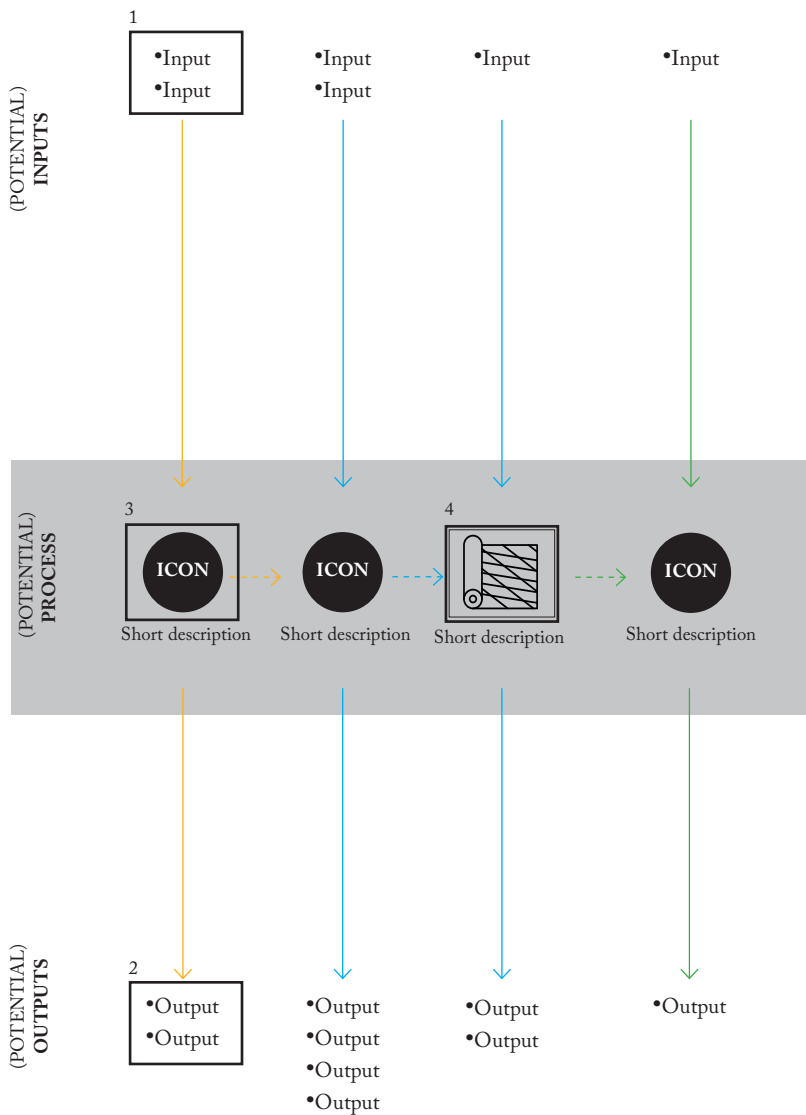 1
•Input
•Input
•Input
•Input
•Input
•Input
(POTENTIAL)
INPUTS
3
4
ICON
ICON
ICON
Short description
Short description
Short description
Short description
(POTENTIAL)
PROCESS
2
•Output
•Output
•Output
•Output
•Output
•Output
•Output
•Output
•Output
(POTENTIAL)
OUTPUTS